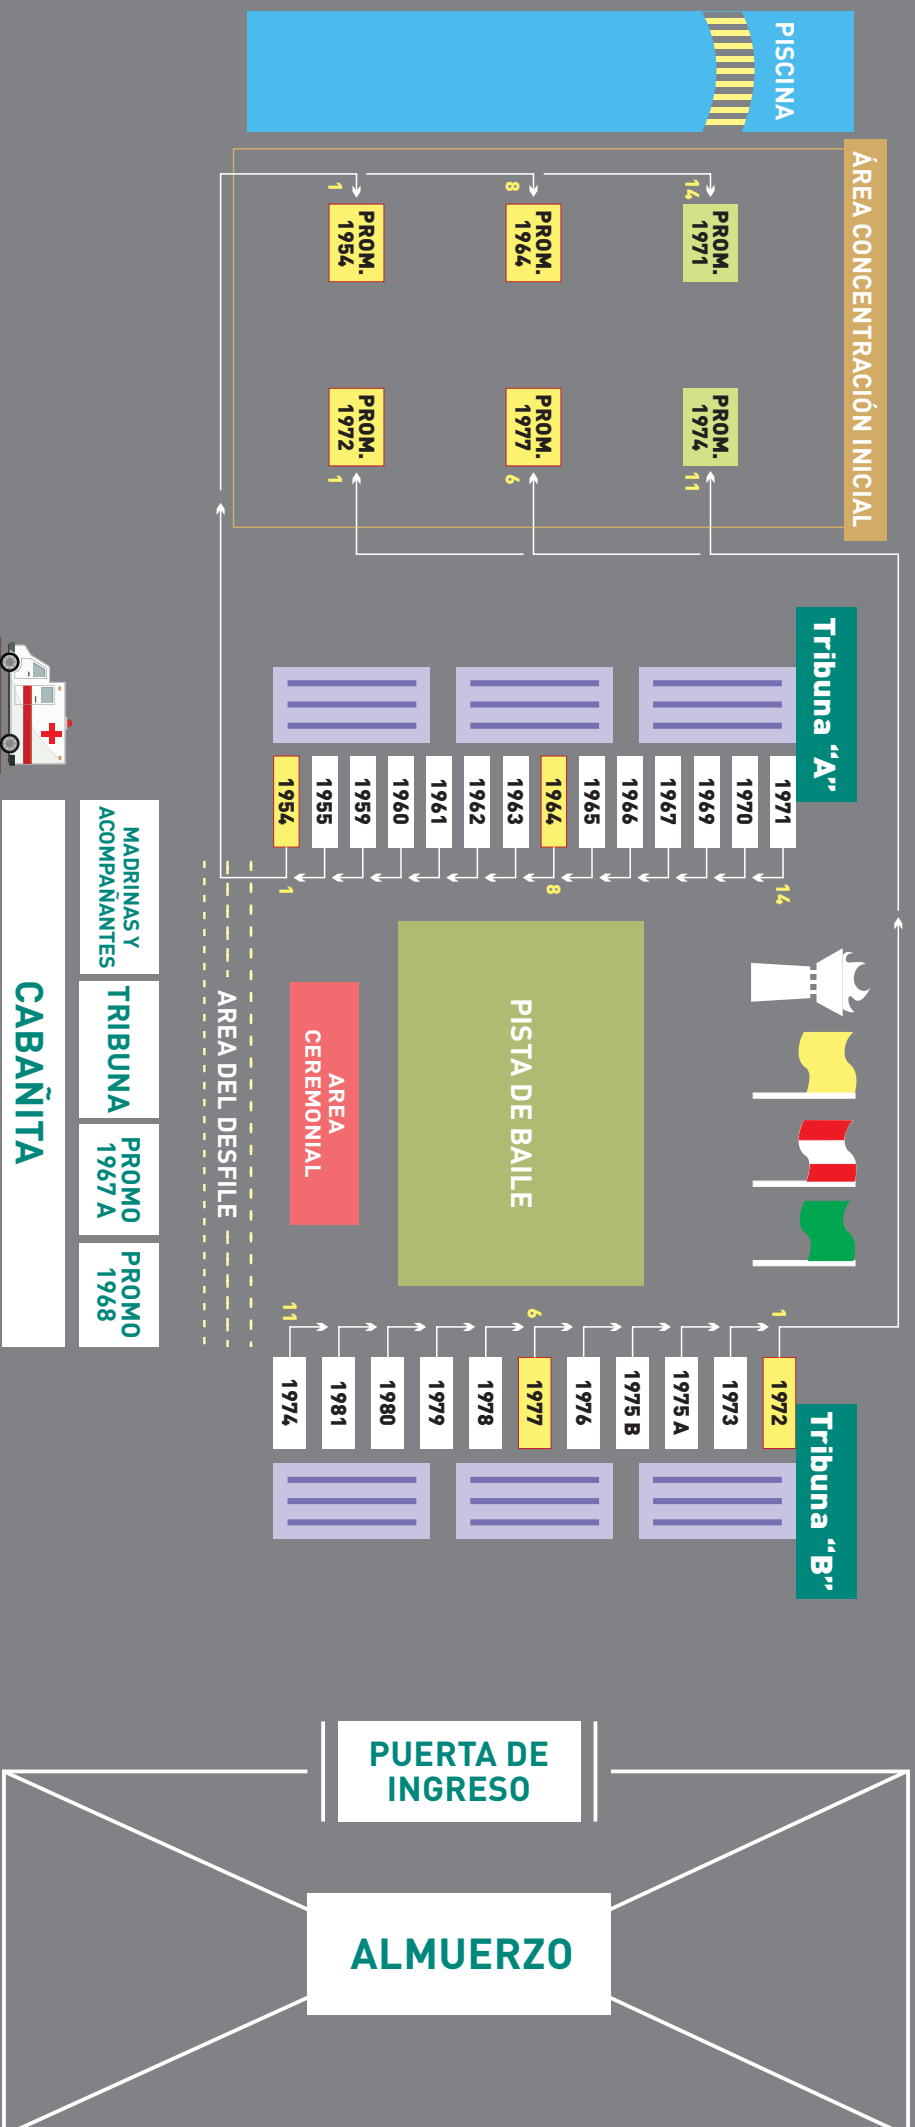 PISCINA
ÁREA CONCENTRACIÓN INICIAL
1
8
14
PROM.
1954
PROM.
1964
PROM.
1971
PROM.
1972
PROM.
1977
PROM.
1974
1
6
11
Tribuna “A”
1954
1955
1959
1960
1961
1962
1963
1964
1965
1966
1967
1969
1970
1971
1
8
14
PISTA DE BAILE
AREA
CEREMONIAL
AREA DEL DESFILE
MADRINAS Y
ACOMPAÑANTES
TRIBUNA
PROMO
1967 A
PROMO
1968
CABAÑITA
11
6
1
1974
1981
1980
1979
1978
1977
1976
1975 B
1975 A
1973
1972
Tribuna “B”
PUERTA DE
INGRESO
ALMUERZO